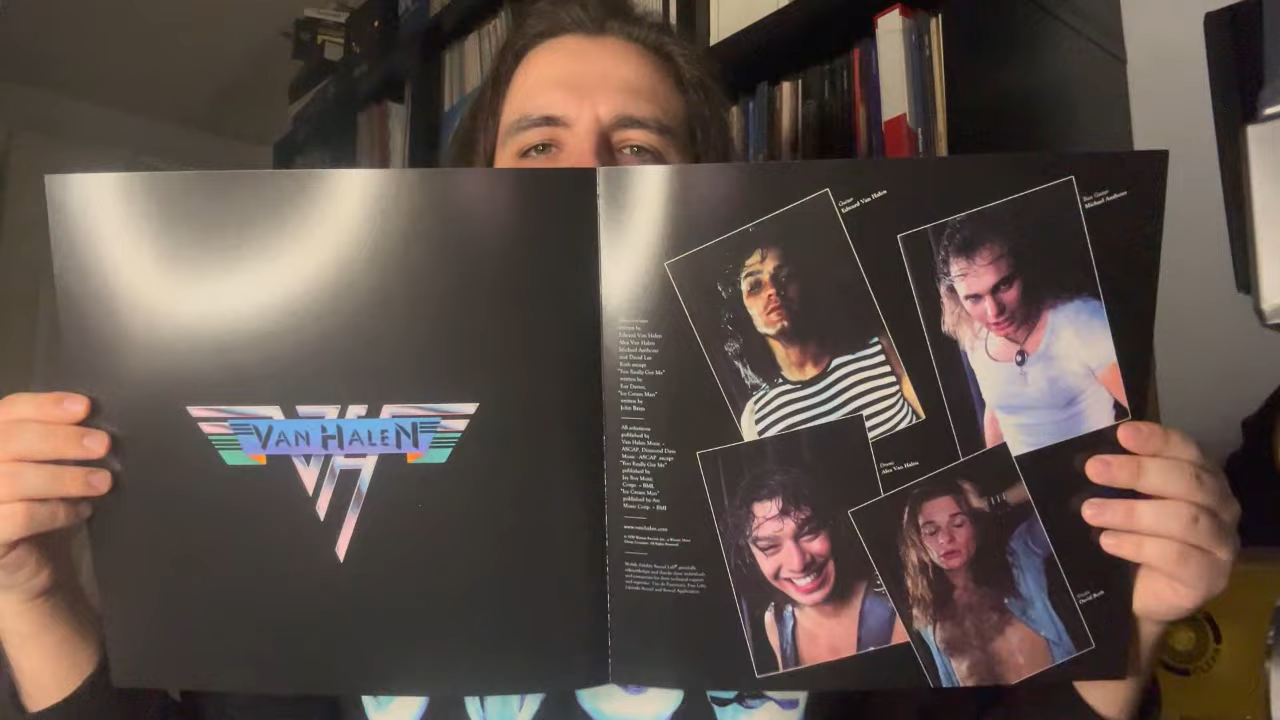 VAN HALEN
Guitar:
Edward Van Halen
Bass Guitar:
Michael Anthony
written by
Edward Van Halen
Alex Van Halen
Michael Anthony
and David Lee
Roth except
"You Really Got Me"
written by
Ray Davies,
"Ice Cream Man"
written by
John Brim
All selections
published by
Van Halen Music -
ASCAP, Diamond Dave
Music - ASCAP except
"You Really Got Me"
published by
Jay Boy Music
Corp. - BMI,
"Ice Cream Man"
published by Arc
Music Corp. - BMI
www.van-halen.com
Drums:
Alex Van Halen
David Roth